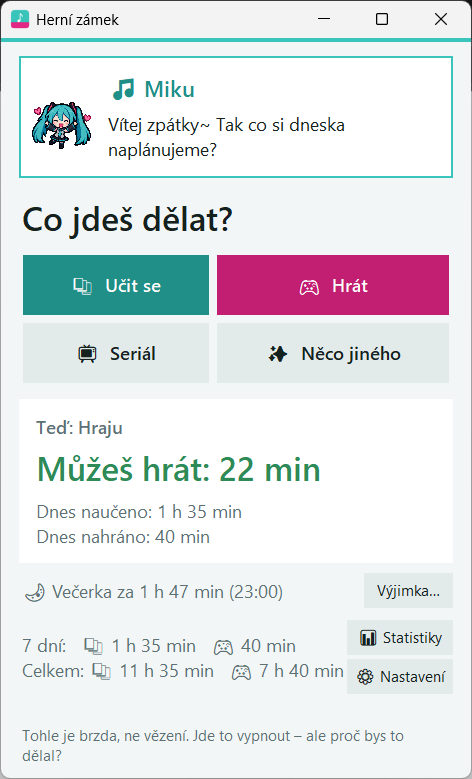 Herní zámek
Miku
Vítej zpátky~ Tak co si dneska
naplánujeme?
Co jdeš dělat?
Učit se
Hrát
Seriál
Něco jiného
Teď: Hraju
Můžeš hrát: 22 min
Dnes naučeno: 1 h 35 min
Dnes nahráno: 40 min
Večerka za 1 h 47 min (23:00)
Výjimka...
7 dní: 1 h 35 min 40 min
Statistiky
Celkem: 11 h 35 min 7 h 40 min
Nastavení
Tohle je brzda, ne vězení. Jde to vypnout – ale proč bys to
dělal?